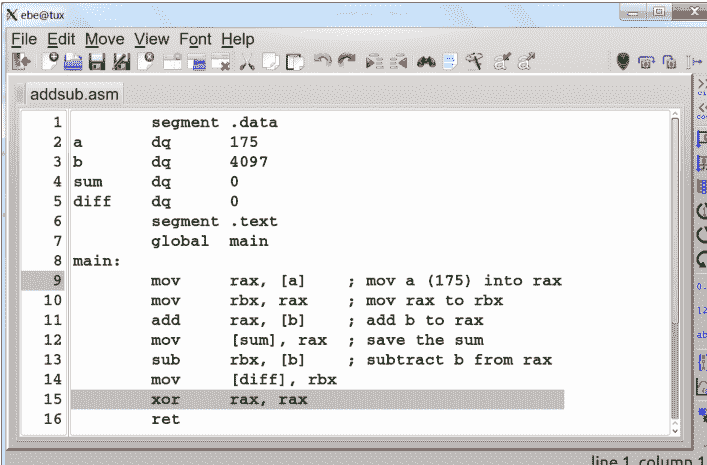 ebe@tux
File Edit Move View Font Help
addsub.asm
1 segment .data
2 a dq 175
3 b dq 4097
4 sum dq 0
5 diff dq 0
6 segment .text
7 global main
8 main:
9 mov rax, [a] ; mov a (175) into rax
10 mov rbx, rax ; mov rax to rbx
11 add rax, [b] ; add b to rax
12 mov [sum], rax ; save the sum
13 sub rbx, [b] ; subtract b from rax
14 mov [diff], rbx
15 xor rax, rax
16 ret
line 1, column 1